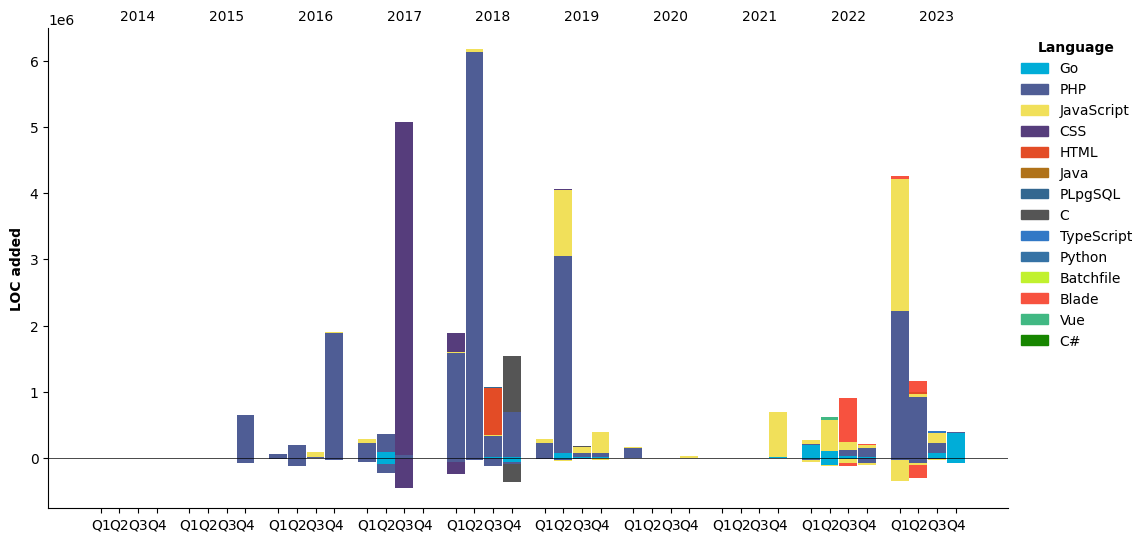 1e6
2014 2015 2016 2017 2018 2019 2020 2021 2022 2023
LOC added
6
5
4
3
2
1
0
Q1Q2Q3Q4 Q1Q2Q3Q4 Q1Q2Q3Q4 Q1Q2Q3Q4 Q1Q2Q3Q4 Q1Q2Q3Q4 Q1Q2Q3Q4 Q1Q2Q3Q4 Q1Q2Q3Q4 Q1Q2Q3Q4
Language
Go
PHP
JavaScript
CSS
HTML
Java
PLpgSQL
C
TypeScript
Python
Batchfile
Blade
Vue
C#